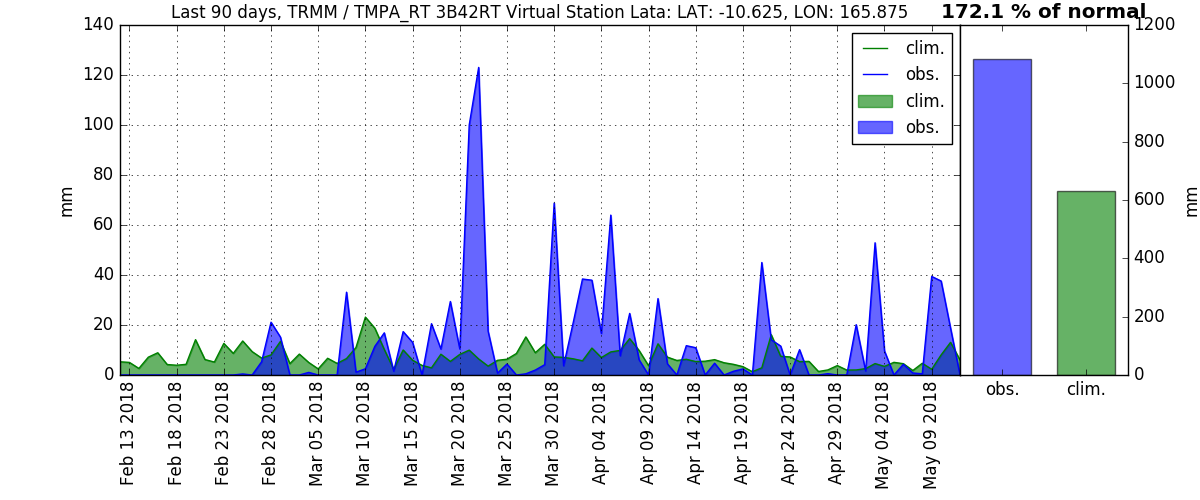 Last 90 days, TRMM / TMPA_RT 3B42RT Virtual Station Lata: LAT: -10.625, LON: 165.875
172.1 % of normal
140
120
100
80
60
40
20
0
mm
clim.
obs.
clim.
obs.
1200
1000
800
600
400
200
0
mm
Feb 13 2018
Feb 18 2018
Feb 23 2018
Feb 28 2018
Mar 05 2018
Mar 10 2018
Mar 15 2018
Mar 20 2018
Mar 25 2018
Mar 30 2018
Apr 04 2018
Apr 09 2018
Apr 14 2018
Apr 19 2018
Apr 24 2018
Apr 29 2018
May 04 2018
May 09 2018
obs.
clim.